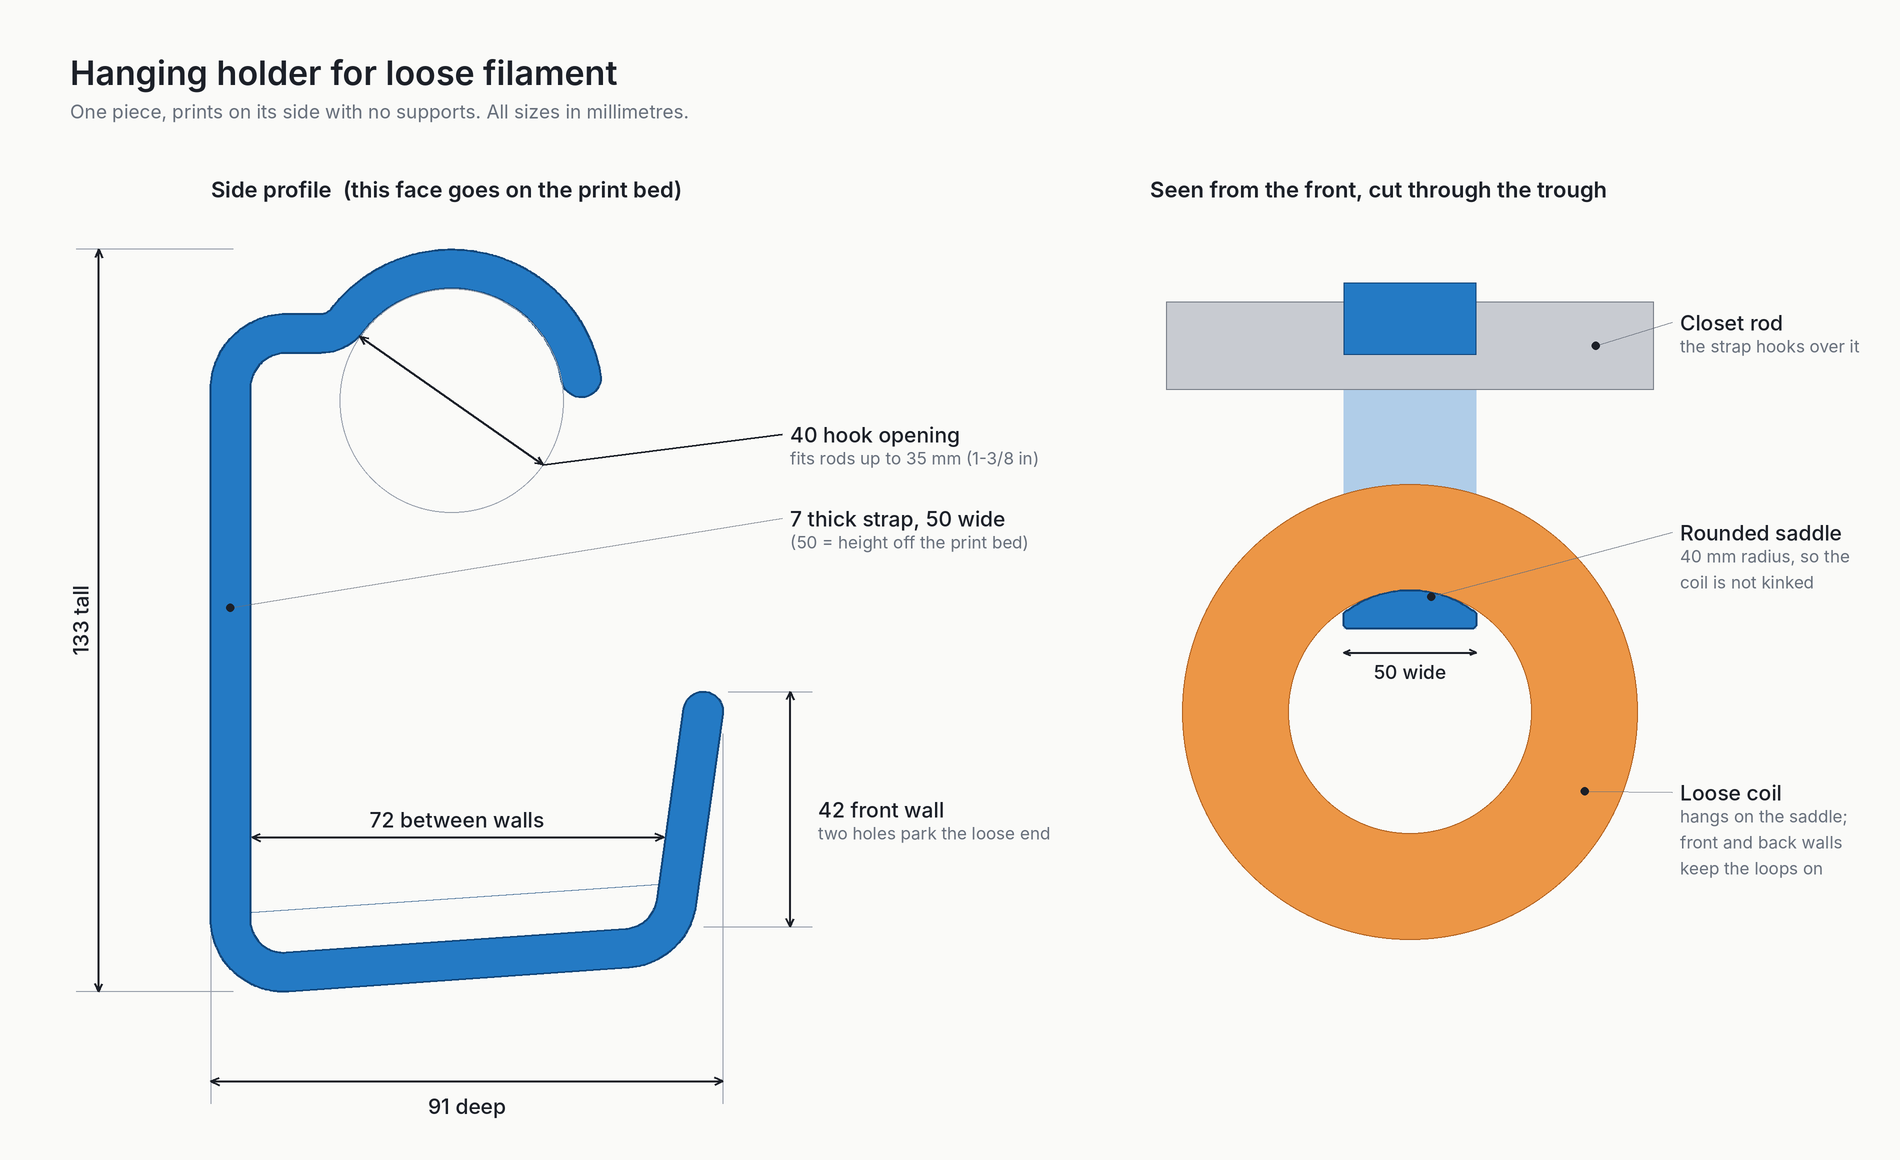 Hanging holder for loose filament
One piece, prints on its side with no supports. All sizes in millimetres.
Side profile (this face goes on the print bed)
133 tall
40 hook opening
fits rods up to 35 mm (1-3/8 in)
7 thick strap, 50 wide
(50 = height off the print bed)
72 between walls
42 front wall
two holes park the loose end
91 deep
Seen from the front, cut through the trough
Closet rod
the strap hooks over it
Rounded saddle
40 mm radius, so the
coil is not kinked
50 wide
Loose coil
hangs on the saddle;
front and back walls
keep the loops on